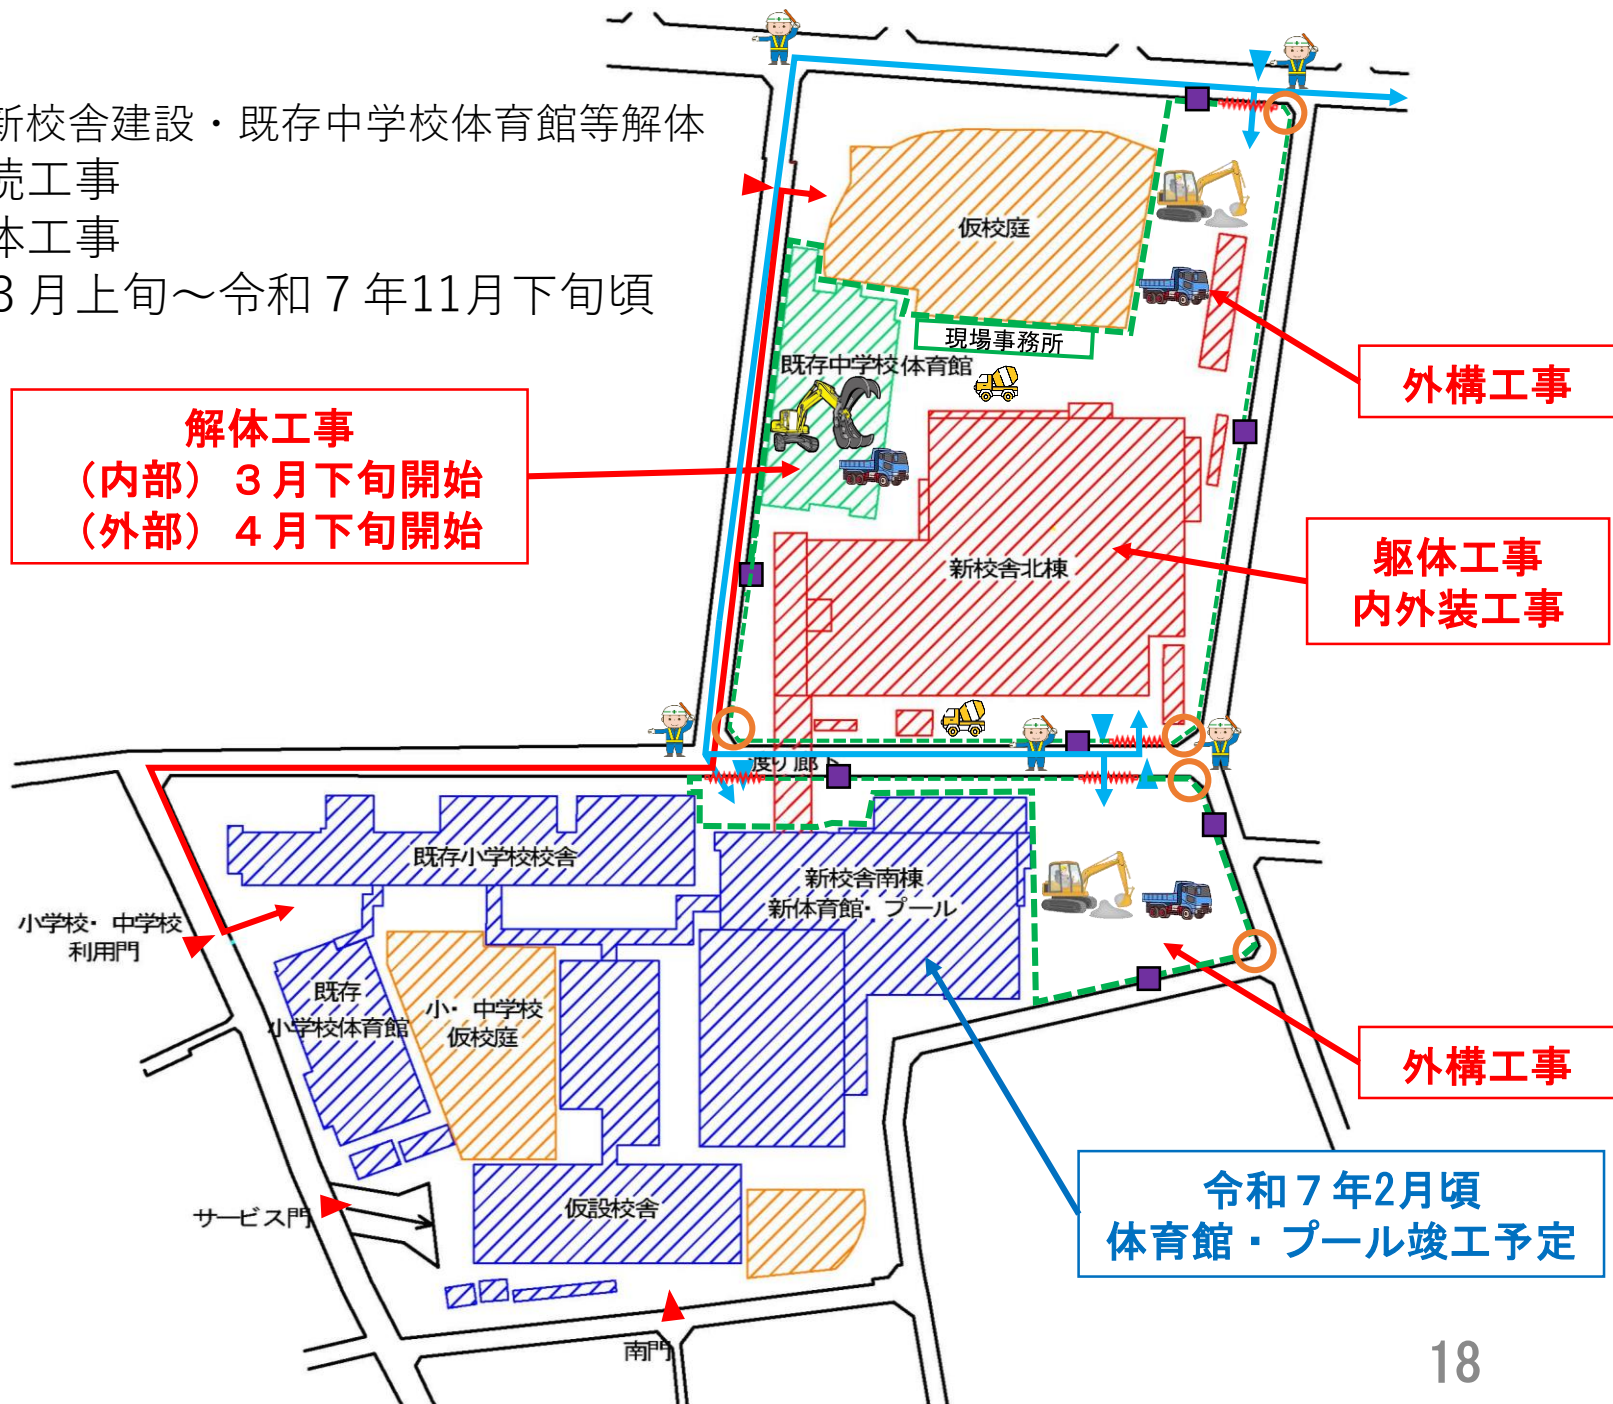 新校舎建設・既存中学校体育館等解体
続工事
体工事
3月上旬～令和７年11月下旬頃
仮校庭
現場事務所
既存中学校体育館
外構工事
解体工事
（内部）３月下旬開始
（外部）４月下旬開始
新校舎北棟
躯体工事
内外装工事
渡り廊下
既存小学校校舎
新校舎南棟
新体育館・プール
小学校・中学校
利用門
既存
小学校体育館
小・中学校
仮校庭
外構工事
令和７年2月頃
体育館・プール竣工予定
サービス門
仮設校舎
南門
18